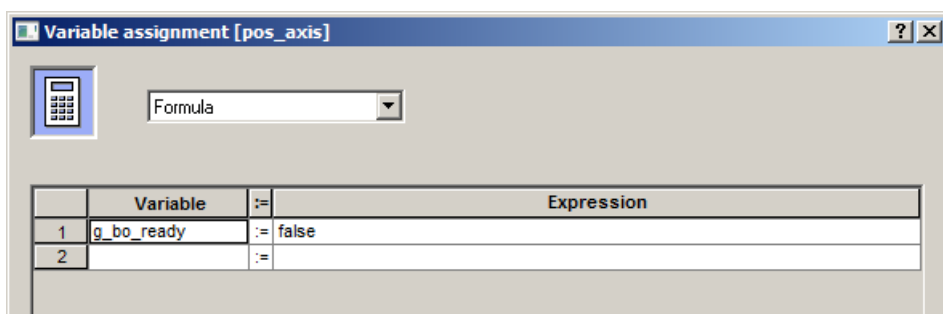 Variable assignment [pos_axis]
Formula
Variable := Expression
1 g_bo_ready := false
2 :=